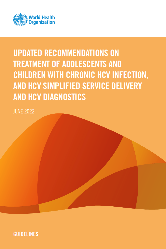 World Health
Organization
UPDATED RECOMMENDATIONS ON
TREATMENT OF ADOLESCENTS AND
CHILDREN WITH CHRONIC HCV INFECTION,
AND HCV SIMPLIFIED SERVICE DELIVERY
AND HCV DIAGNOSTICS
GUIDELINES